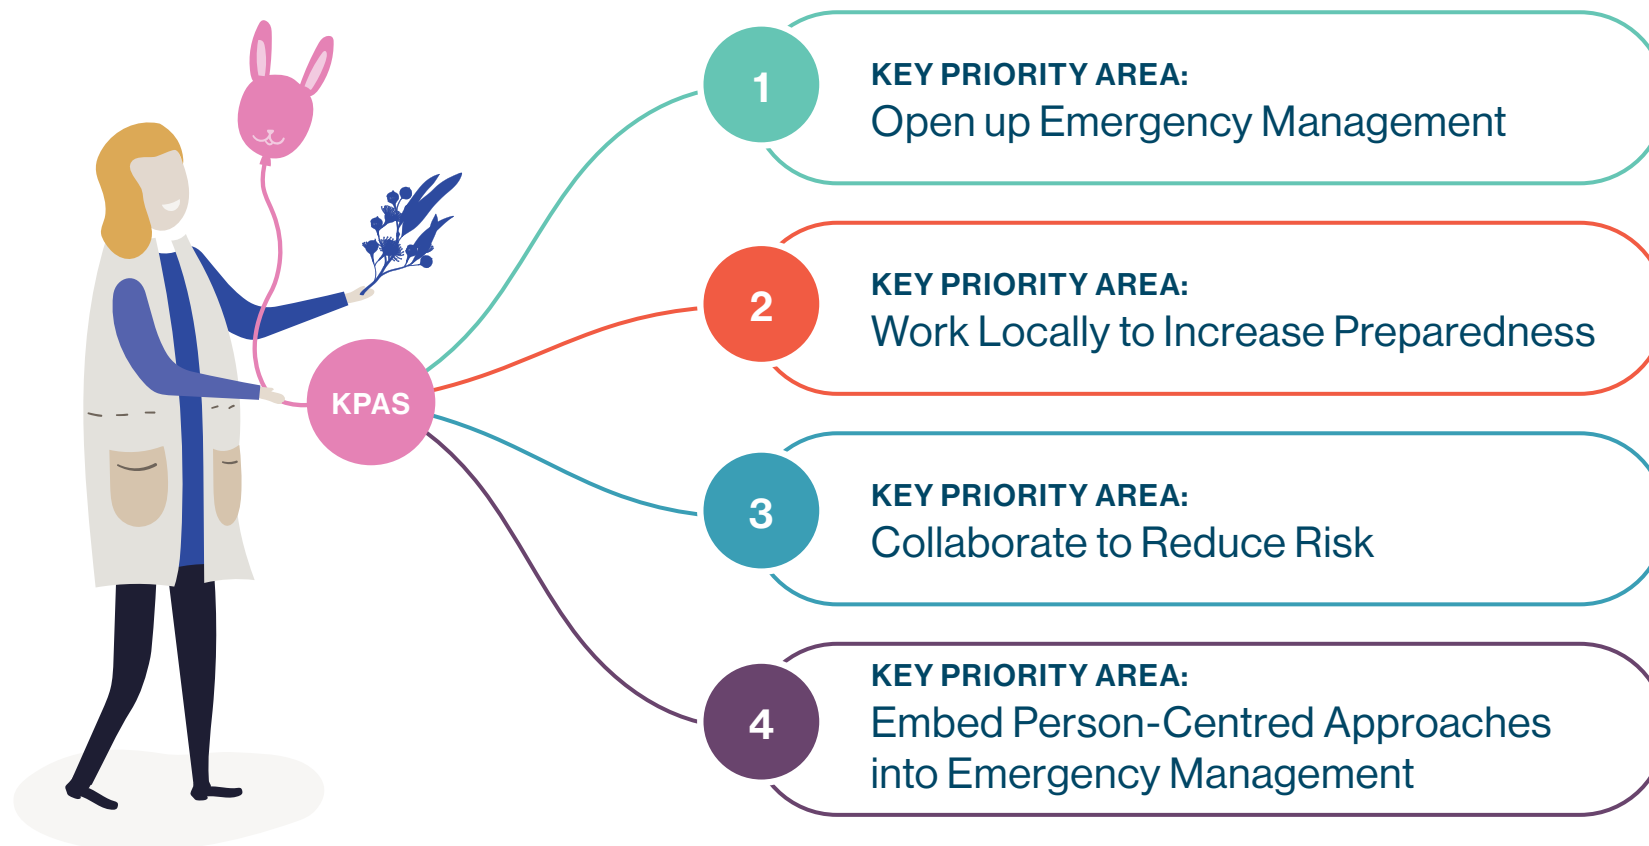 KPAS
1
KEY PRIORITY AREA:
Open up Emergency Management
2
KEY PRIORITY AREA:
Work Locally to Increase Preparedness
3
KEY PRIORITY AREA:
Collaborate to Reduce Risk
4
KEY PRIORITY AREA:
Embed Person-Centred Approaches
into Emergency Management